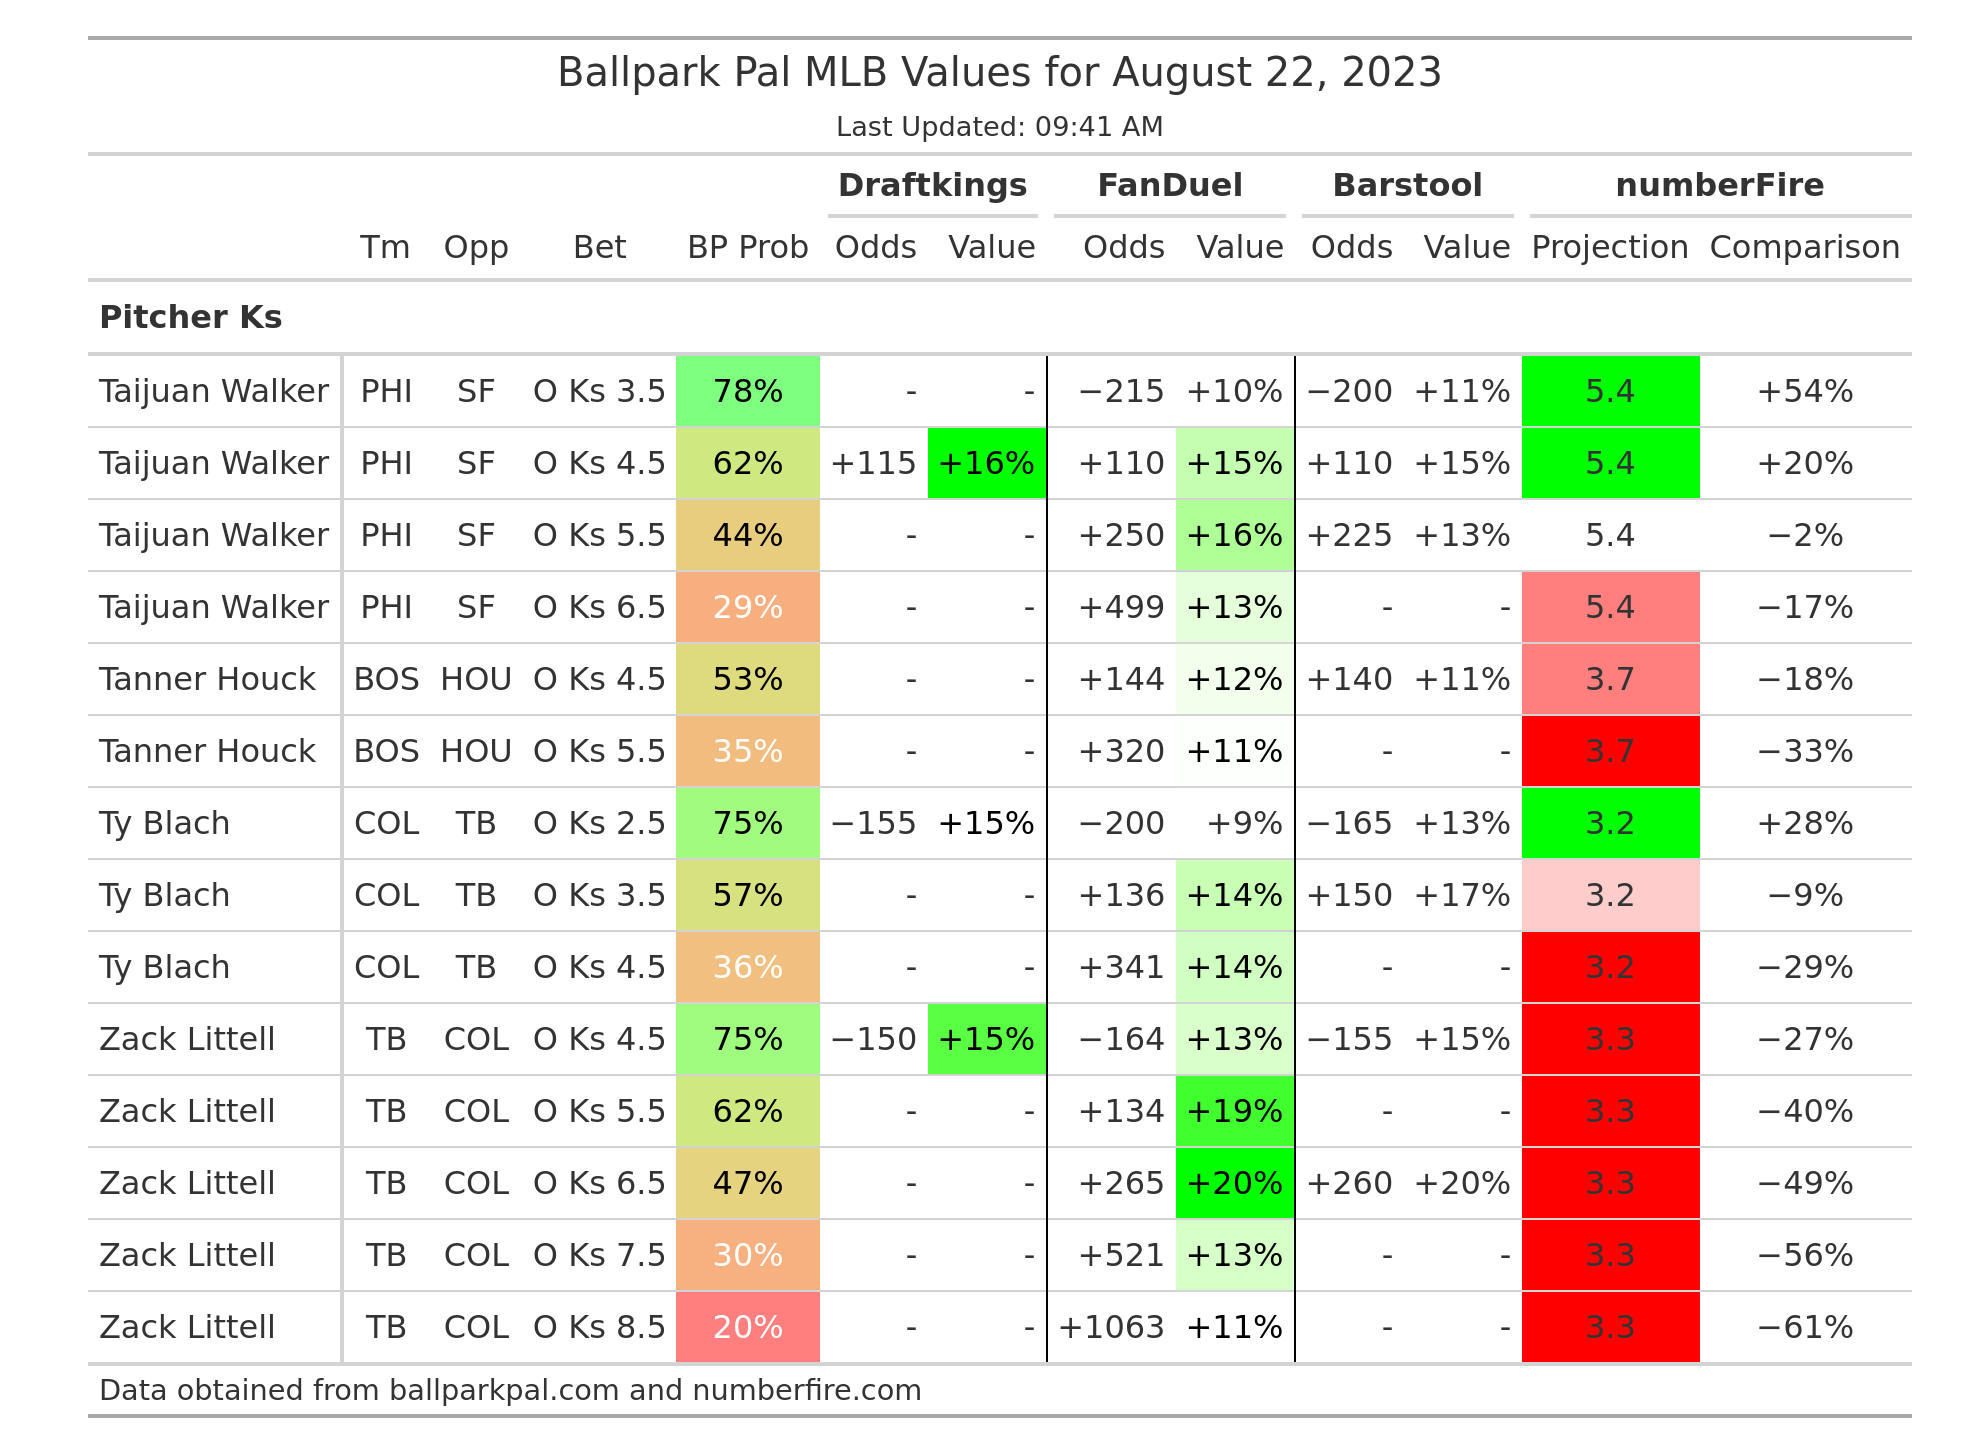 Ballpark Pal MLB Values for August 22, 2023
Last Updated: 09:41 AM
Draftkings FanDuel Barstool numberFire
Tm Opp Bet BP Prob Odds Value Odds Value Odds Value Projection Comparison
Pitcher Ks
Taijuan Walker PHI SF O Ks 3.5 78% - - −215 +10% −200 +11% 5.4 +54%
Taijuan Walker PHI SF O Ks 4.5 62% +115 +16% +110 +15% +110 +15% 5.4 +20%
Taijuan Walker PHI SF O Ks 5.5 44% - - +250 +16% +225 +13% 5.4 −2%
Taijuan Walker PHI SF O Ks 6.5 29% - - +499 +13% - - 5.4 −17%
Tanner Houck BOS HOU O Ks 4.5 53% - - +144 +12% +140 +11% 3.7 −18%
Tanner Houck BOS HOU O Ks 5.5 35% - - +320 +11% - - 3.7 −33%
Ty Blach COL TB O Ks 2.5 75% −155 +15% −200 +9% −165 +13% 3.2 +28%
Ty Blach COL TB O Ks 3.5 57% - - +136 +14% +150 +17% 3.2 −9%
Ty Blach COL TB O Ks 4.5 36% - - +341 +14% - - 3.2 −29%
Zack Littell TB COL O Ks 4.5 75% −150 +15% −164 +13% −155 +15% 3.3 −27%
Zack Littell TB COL O Ks 5.5 62% - - +134 +19% - - 3.3 −40%
Zack Littell TB COL O Ks 6.5 47% - - +265 +20% +260 +20% 3.3 −49%
Zack Littell TB COL O Ks 7.5 30% - - +521 +13% - - 3.3 −56%
Zack Littell TB COL O Ks 8.5 20% - - +1063 +11% - - 3.3 −61%
Data obtained from ballparkpal.com and numberfire.com